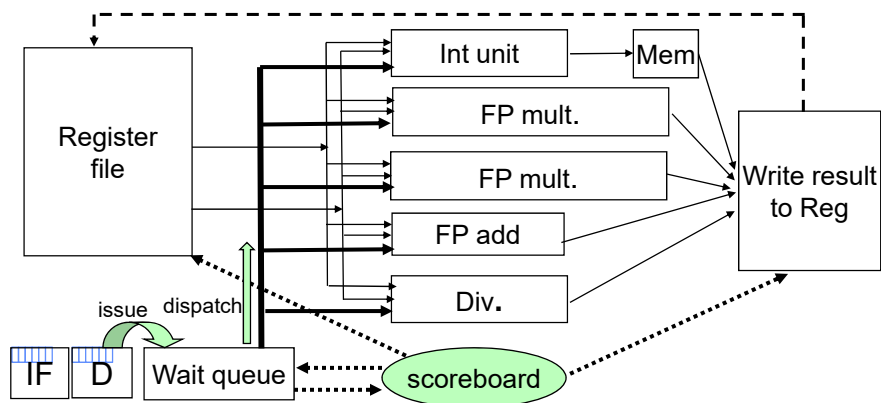 Int unit
Mem
FP mult.
Register
file
FP mult.
Write result
to Reg
FP add
issue
dispatch
Div.
IF
D
Wait queue
scoreboard